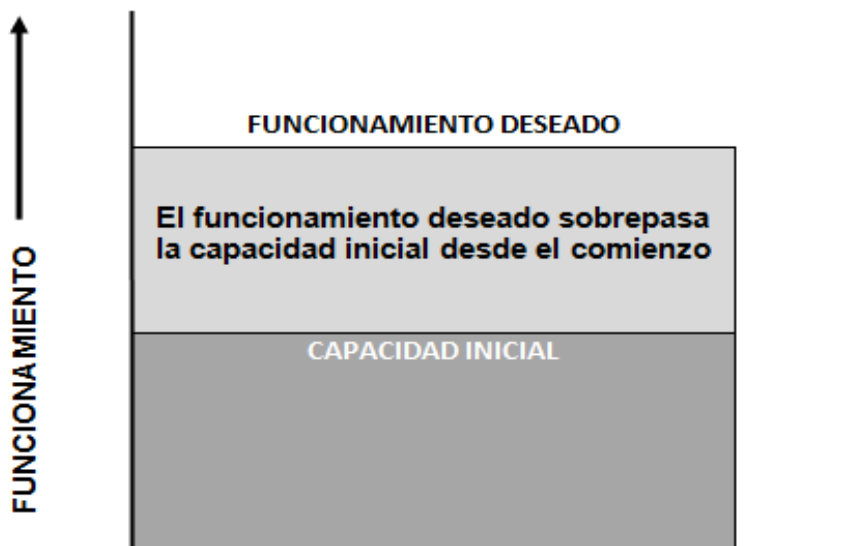 FUNCIONAMIENTO DESEADO
El funcionamiento deseado sobrepasa
la capacidad inicial desde el comienzo
CAPACIDAD INICIAL
FUNCIONAMIENTO